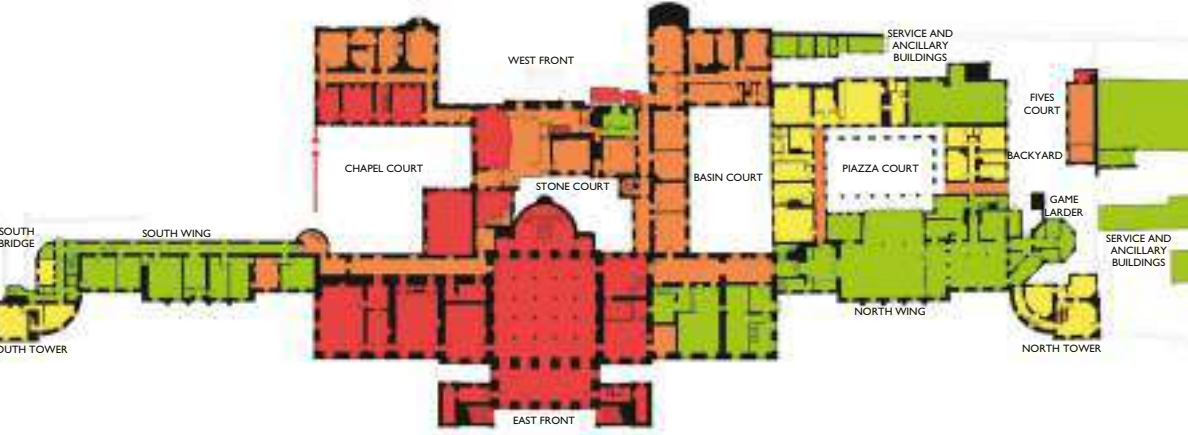 SERVICE AND
ANCILLARY
BUILDINGS
WEST FRONT
FIVES
COURT
BACKYARD
CHAPEL COURT
BASIN COURT
PIAZZA COURT
STONE COURT
GAME
LARDER
SOUTH
BRIDGE
SOUTH WING
SERVICE AND
ANCILLARY
BUILDINGS
NORTH WING
OUTH TOWER
NORTH TOWER
EAST FRONT